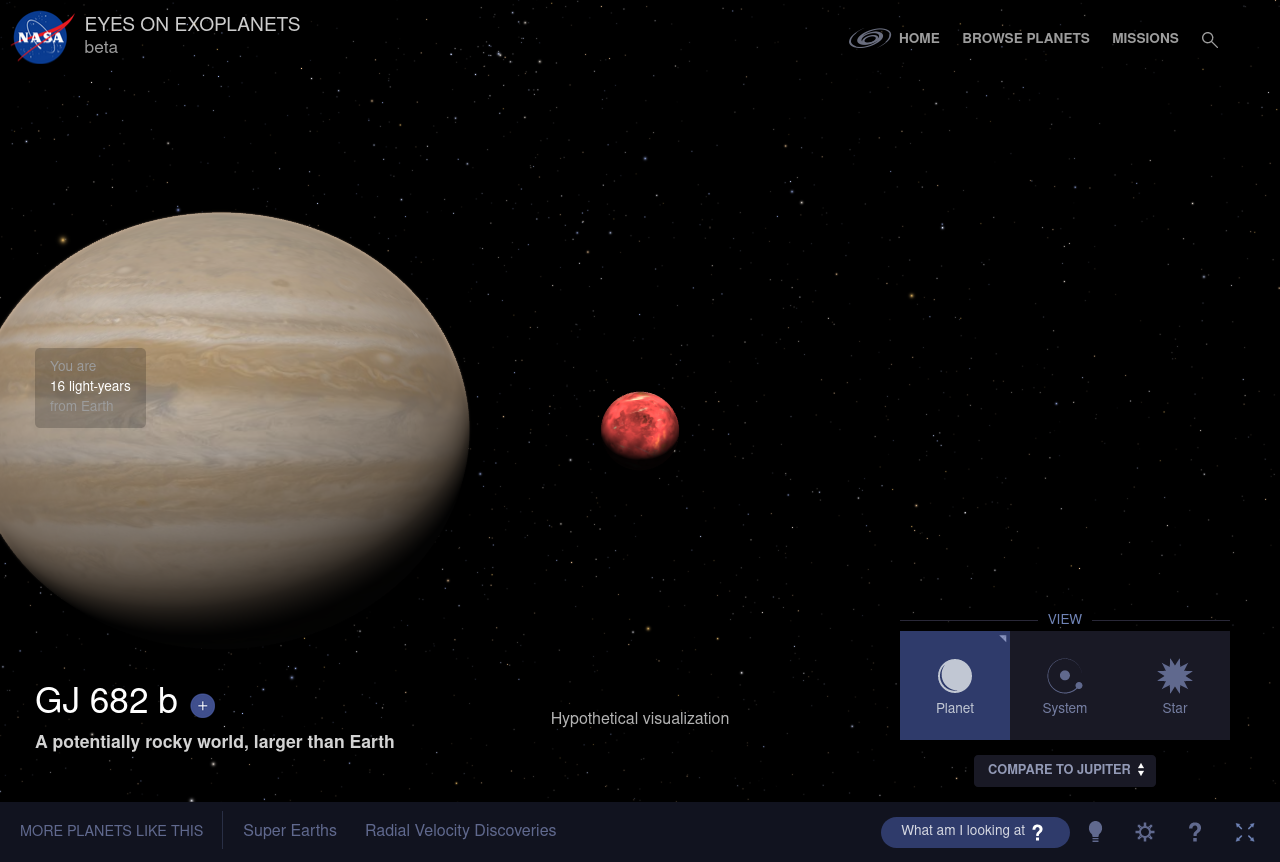 NASA
EYES ON EXOPLANETS
beta
HOME
BROWSE PLANETS
MISSIONS
You are
16 light-years
from Earth
VIEW
Planet
System
Star
GJ 682 b +
A potentially rocky world, larger than Earth
Hypothetical visualization
COMPARE TO JUPITER
MORE PLANETS LIKE THIS
Super Earths
Radial Velocity Discoveries
What am I looking at ?
?